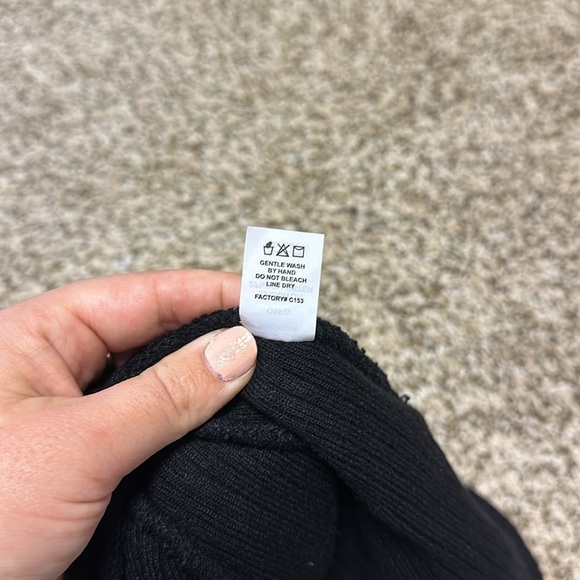 GENTLE WASH
BY HAND
DO NOT BLEACH
LINE DRY
FACTORY# C153